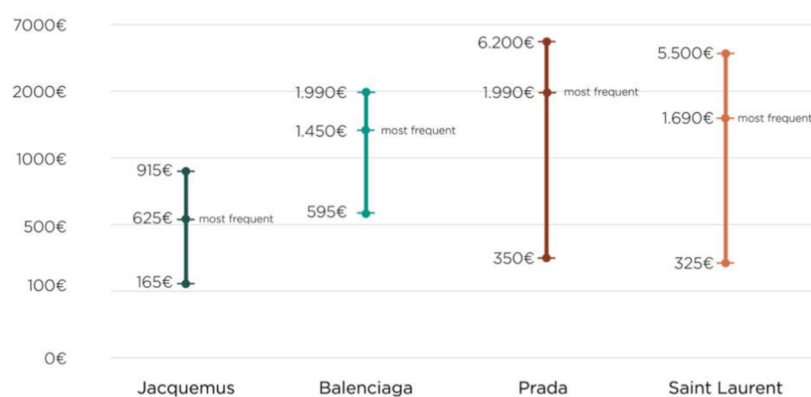 7000€
6.200€
5.500€
2000€
1.990€
1.990€ most frequent
1.450€ most frequent
1.690€ most frequent
1000€
915€
625€ most frequent
595€
500€
350€
325€
100€
165€
0€
Jacquemus
Balenciaga
Prada
Saint Laurent